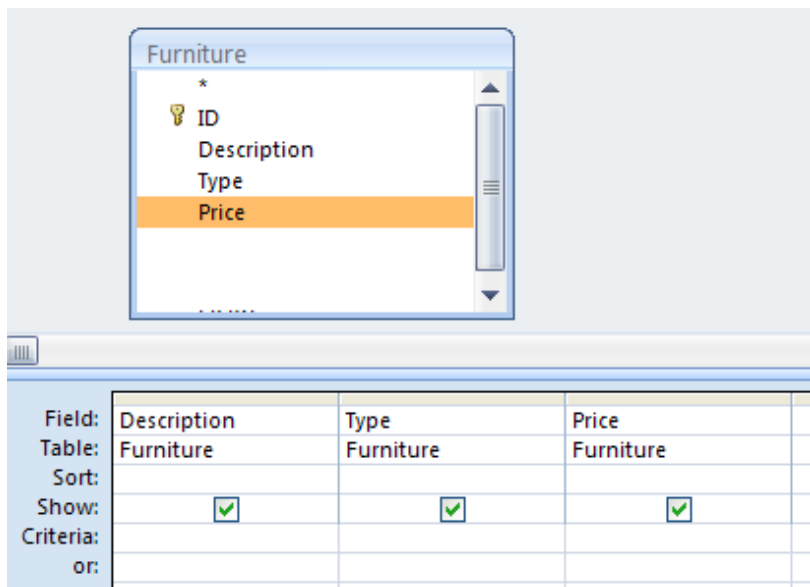 Furniture
*
ID
Description
Type
Price
Field: Description Type Price
Table: Furniture Furniture Furniture
Sort:
Show:
Criteria:
or: